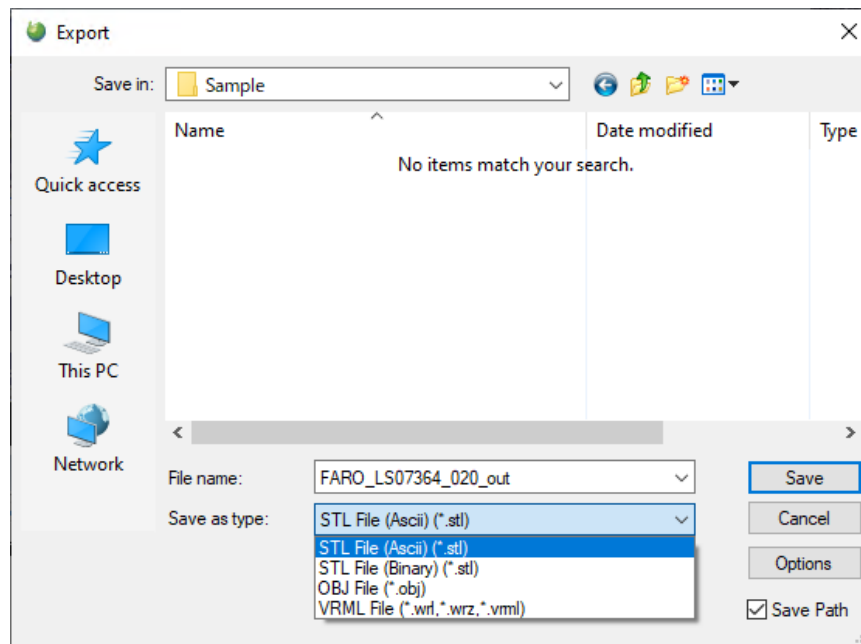 Export
Save in: Sample
Name Date modified Type
No items match your search.
Quick access
Desktop
This PC
Network
File name: FARO_LS07364_020_out Save
Save as type: STL File (Ascii) (*.stl) Cancel
STL File (Ascii) (*.stl)
STL File (Binary) (*.stl)
OBJ File (*.obj)
VRML File (*.wrl,*.wrz,*.vrml)
Options
Save Path